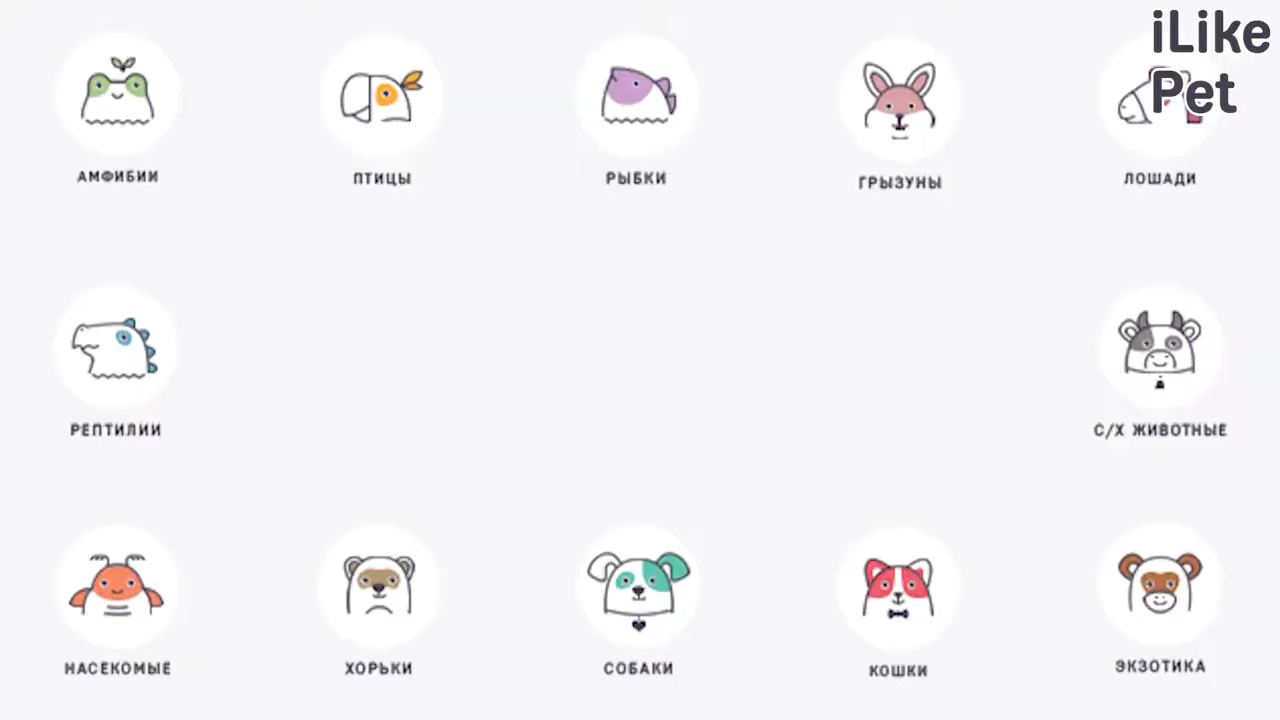 iLike
Pet
АМФИБИИ
ПТИЦЫ
РЫБКИ
ГРЫЗУНЫ
ЛОШАДИ
РЕПТИЛИИ
С/Х ЖИВОТНЫЕ
НАСЕКОМЫЕ
ХОРЬКИ
СОБАКИ
КОШКИ
ЭКЗОТИКА